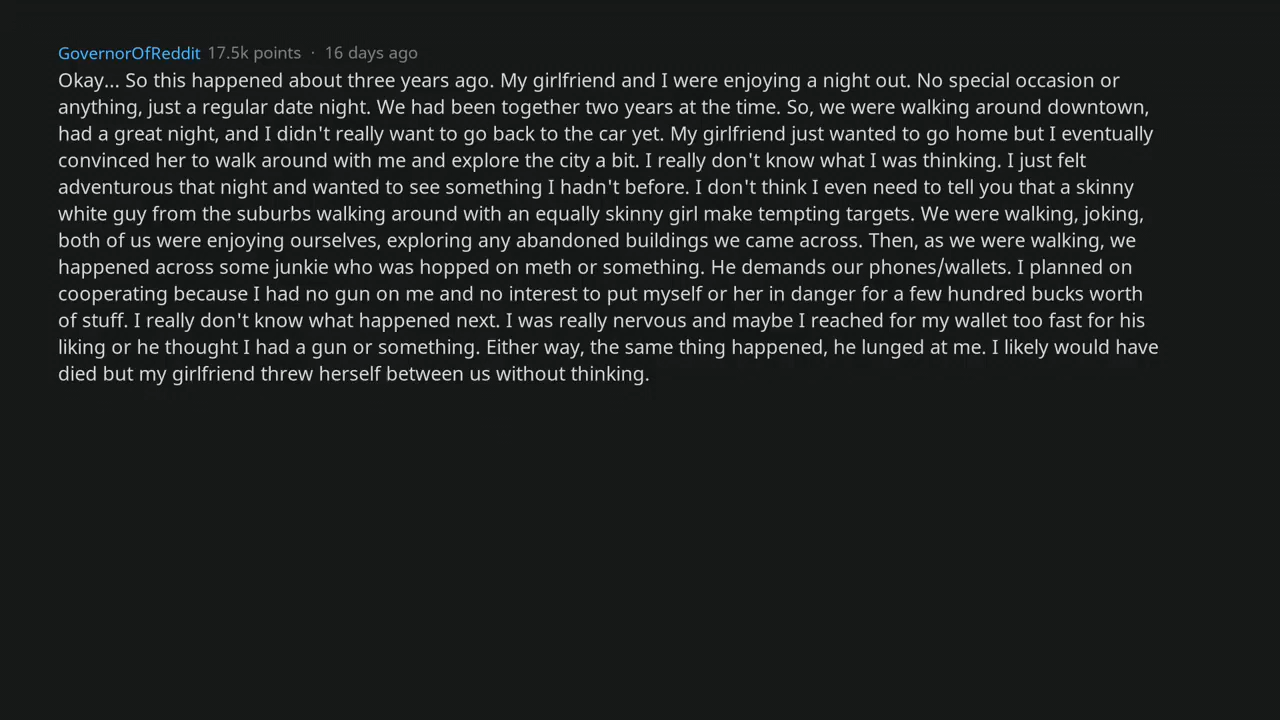 GovernorOfReddit 17.5k points · 16 days ago
Okay... So this happened about three years ago. My girlfriend and I were enjoying a night out. No special occasion or
anything, just a regular date night. We had been together two years at the time. So, we were walking around downtown,
had a great night, and I didn't really want to go back to the car yet. My girlfriend just wanted to go home but I eventually
convinced her to walk around with me and explore the city a bit. I really don't know what I was thinking. I just felt
adventurous that night and wanted to see something I hadn't before. I don't think I even need to tell you that a skinny
white guy from the suburbs walking around with an equally skinny girl make tempting targets. We were walking, joking,
both of us were enjoying ourselves, exploring any abandoned buildings we came across. Then, as we were walking, we
happened across some junkie who was hopped on meth or something. He demands our phones/wallets. I planned on
cooperating because I had no gun on me and no interest to put myself or her in danger for a few hundred bucks worth
of stuff. I really don't know what happened next. I was really nervous and maybe I reached for my wallet too fast for his
liking or he thought I had a gun or something. Either way, the same thing happened, he lunged at me. I likely would have
died but my girlfriend threw herself between us without thinking.